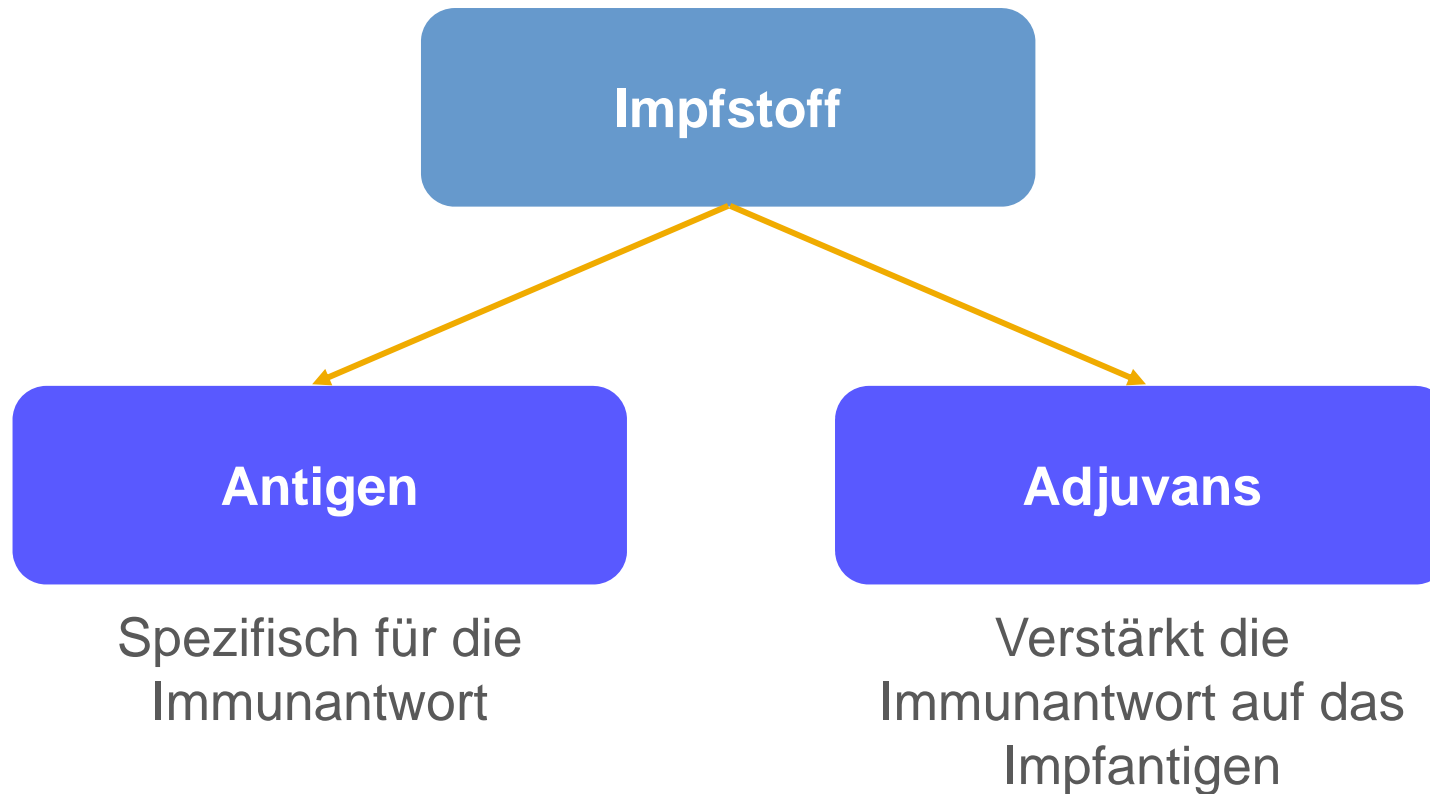 Impfstoff
Antigen
Adjuvans
Spezifisch für die
Immunantwort
Verstärkt die
Immunantwort auf das
Impfantigen